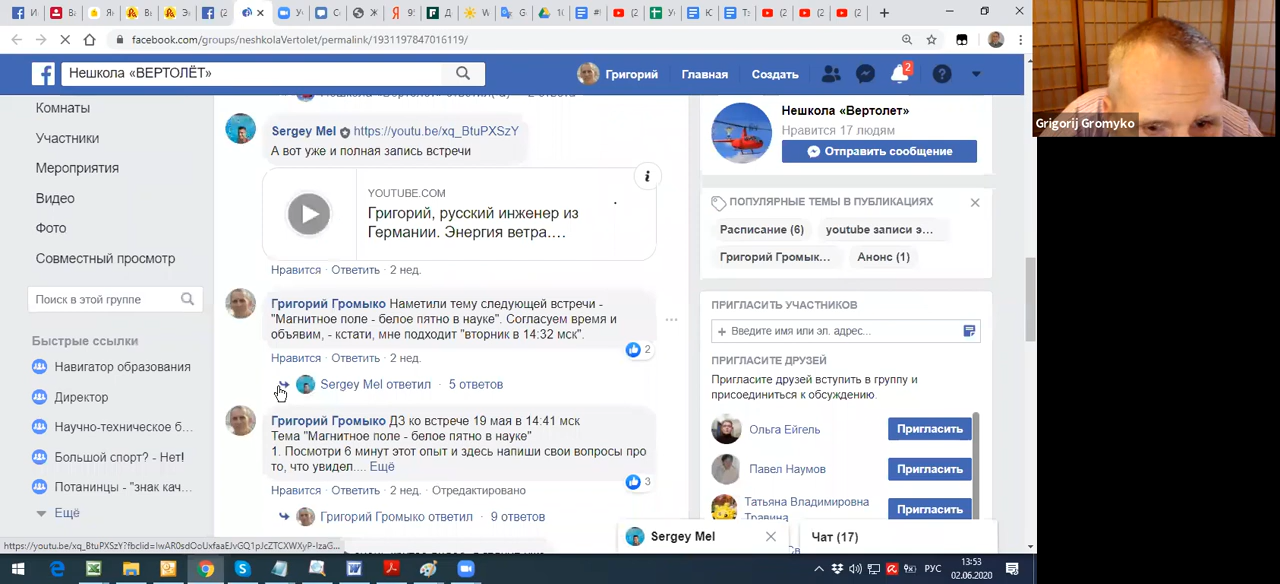 facebook.com/groups/neshkolaVertolet/permalink/1931197847016119/
Нешкола «ВЕРТОЛЁТ»
Григорий
Главная
Создать
2
Grigorij Gromyko
Комнаты
Участники
Мероприятия
Видео
Фото
Совместный просмотр
Поиск в этой группе
Быстрые ссылки
Навигатор образования
Директор
Научно-техническое б...
Большой спорт? - Нет!
Потанинцы - "знак кач...
Ещё
Sergey Mel https://youtu.be/xq_BtuPXSzY
А вот уже и полная запись встречи
YOUTUBE.COM
Григорий, русский инженер из
Германии. Энергия ветра....
Нравится · Ответить · 2 нед.
Григорий Громыко Наметили тему следующей встречи -
"Магнитное поле - белое пятно в науке". Согласуем время и
объявим, - кстати, мне подходит "вторник в 14:32 мск".
2
Нравится · Ответить · 2 нед.
Sergey Mel ответил · 5 ответов
Григорий Громыко ДЗ ко встрече 19 мая в 14:41 мск
Тема "Магнитное поле - белое пятно в науке"
1. Посмотри 6 минут этот опыт и здесь напиши свои вопросы про
то, что увидел.... Ещё
3
Нравится · Ответить · 2 нед. · Отредактировано
Григорий Громыко ответил · 9 ответов
Нешкола «Вертолет»
Нравится 17 людям
Отправить сообщение
ПОПУЛЯРНЫЕ ТЕМЫ В ПУБЛИКАЦИЯХ
Расписание (6)
youtube записи э...
Григорий Громык...
Анонс (1)
ПРИГЛАСИТЬ УЧАСТНИКОВ
+ Введите имя или эл. адрес...
ПРИГЛАСИТЕ ДРУЗЕЙ
Пригласите друзей вступить в группу и
присоединиться к обсуждению.
Ольга Ейгель
Пригласить
Павел Наумов
Пригласить
Татьяна Владимировна
Травина
Пригласить
Sergey Mel
Чат (17)
РУС
13:53
02.06.2020